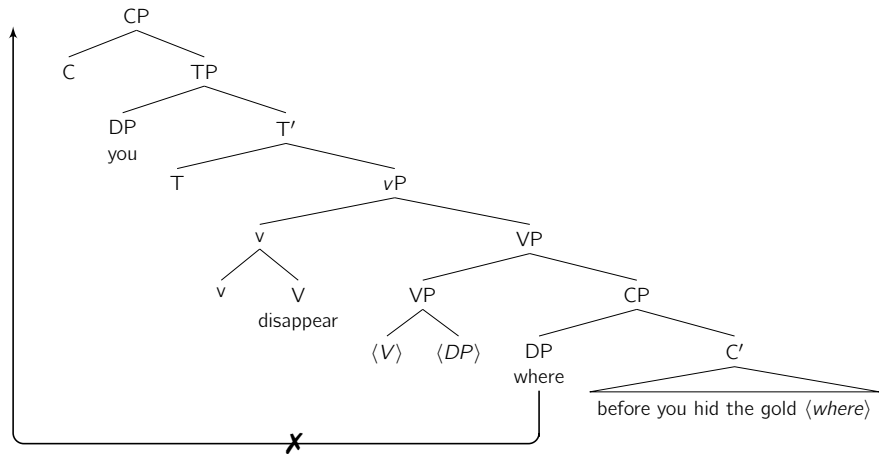 CP
C TP
DP T′
you
T vP
v VP
v V VP CP
disappear
⟨V⟩ ⟨DP⟩ DP C′
where
before you hid the gold ⟨where⟩
✗